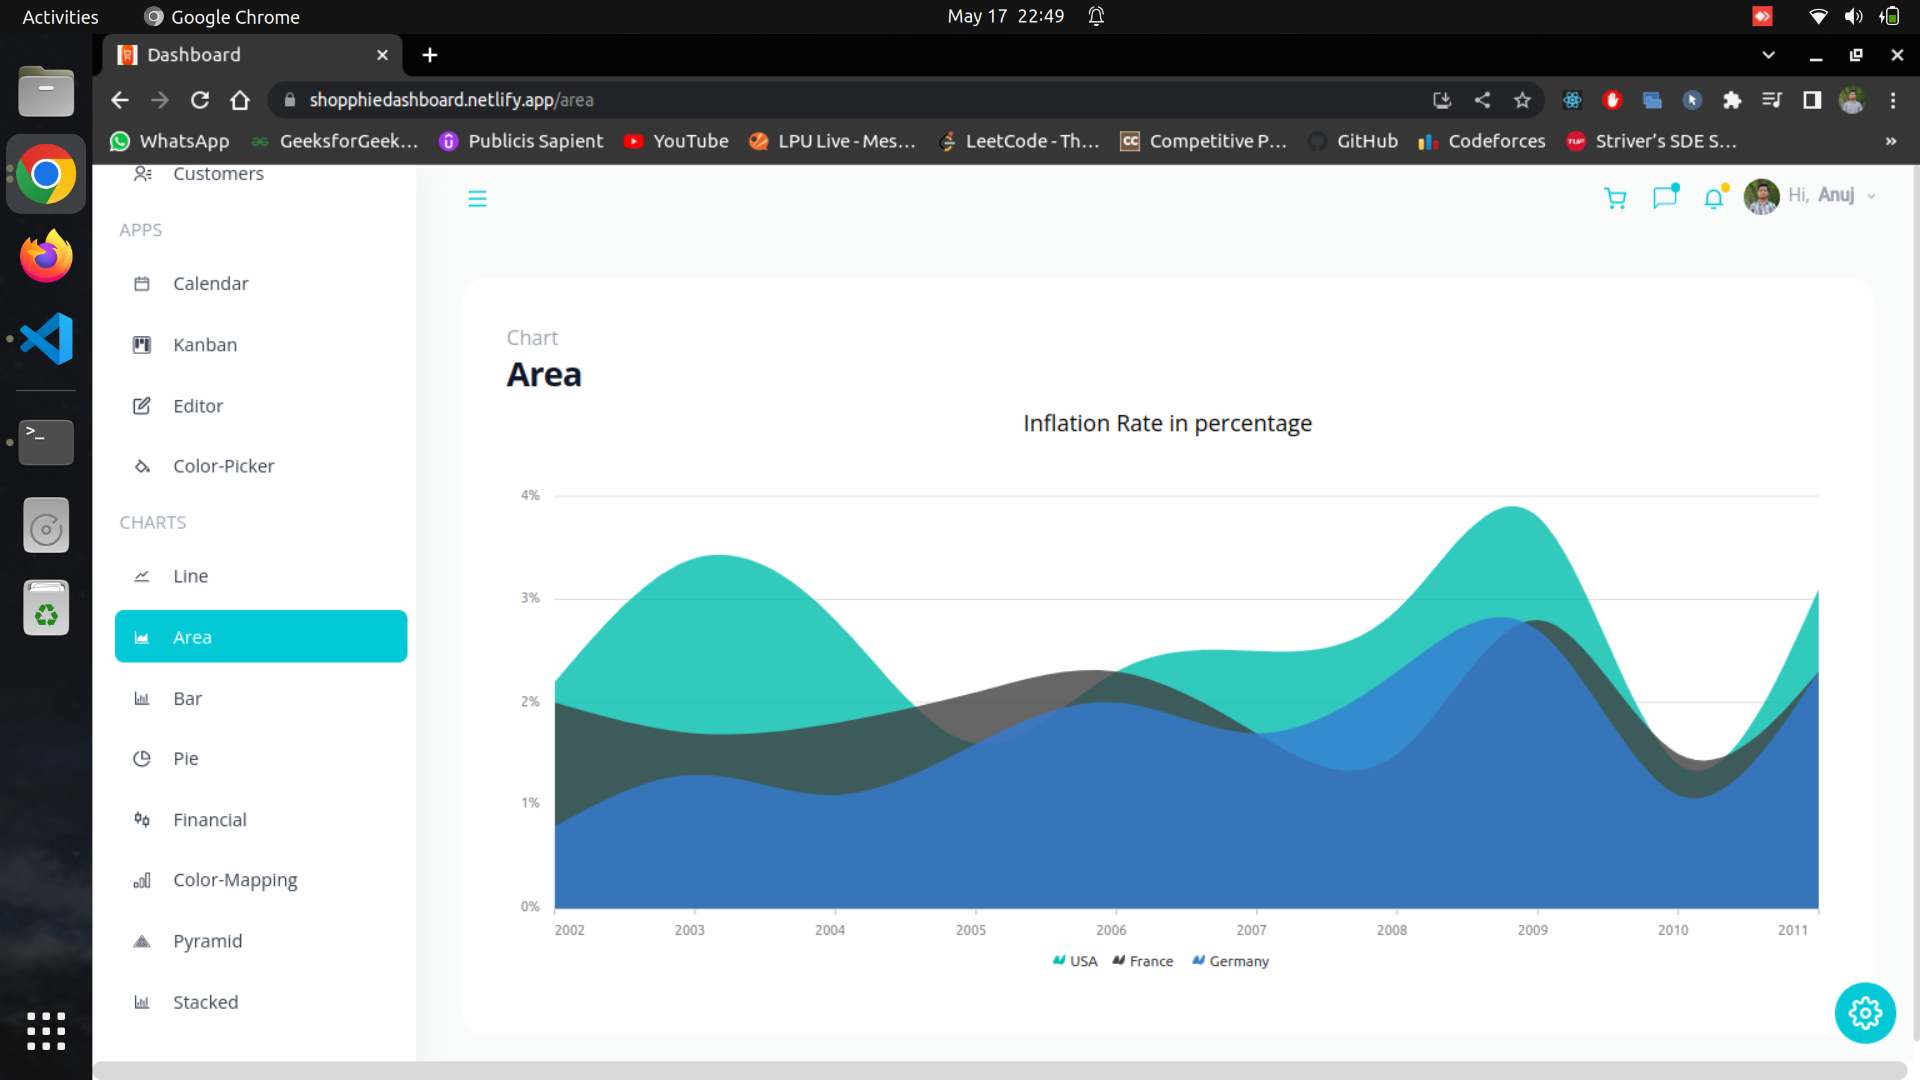 Activities Google Chrome May 17 22:49
Dashboard
shopphiedashboard.netlify.app/area
WhatsApp GeeksforGeek... Publicis Sapient YouTube LPU Live - Mes... LeetCode - Th... Competitive P... GitHub Codeforces Striver's SDE S... »
Customers
Hi, Anuj
APPS
Calendar
Kanban
Editor
Color-Picker
CHARTS
Line
Area
Bar
Pie
Financial
Color-Mapping
Pyramid
Stacked
Chart
Area
Inflation Rate in percentage
4%
3%
2%
1%
0%
2002 2003 2004 2005 2006 2007 2008 2009 2010 2011
USA France Germany